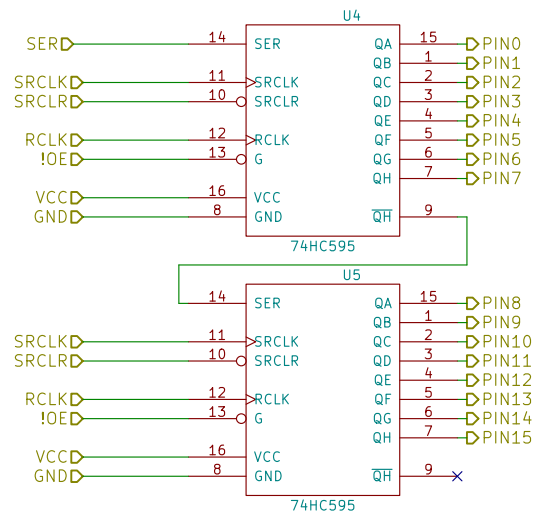 U4
SER 14 SER QA 15 PIN0
QB 1 PIN1
SRCLK 11 SRCLK QC 2 PIN2
SRCLR 10 SRCLR QD 3 PIN3
QE 4 PIN4
RCLK 12 RCLK QF 5 PIN5
!OE 13 G QG 6 PIN6
QH 7 PIN7
VCC 16 VCC
GND 8 GND QH 9
74HC595
U5
14 SER QA 15 PIN8
QB 1 PIN9
SRCLK 11 SRCLK QC 2 PIN10
SRCLR 10 SRCLR QD 3 PIN11
QE 4 PIN12
RCLK 12 RCLK QF 5 PIN13
!OE 13 G QG 6 PIN14
QH 7 PIN15
VCC 16 VCC
GND 8 GND QH 9
74HC595